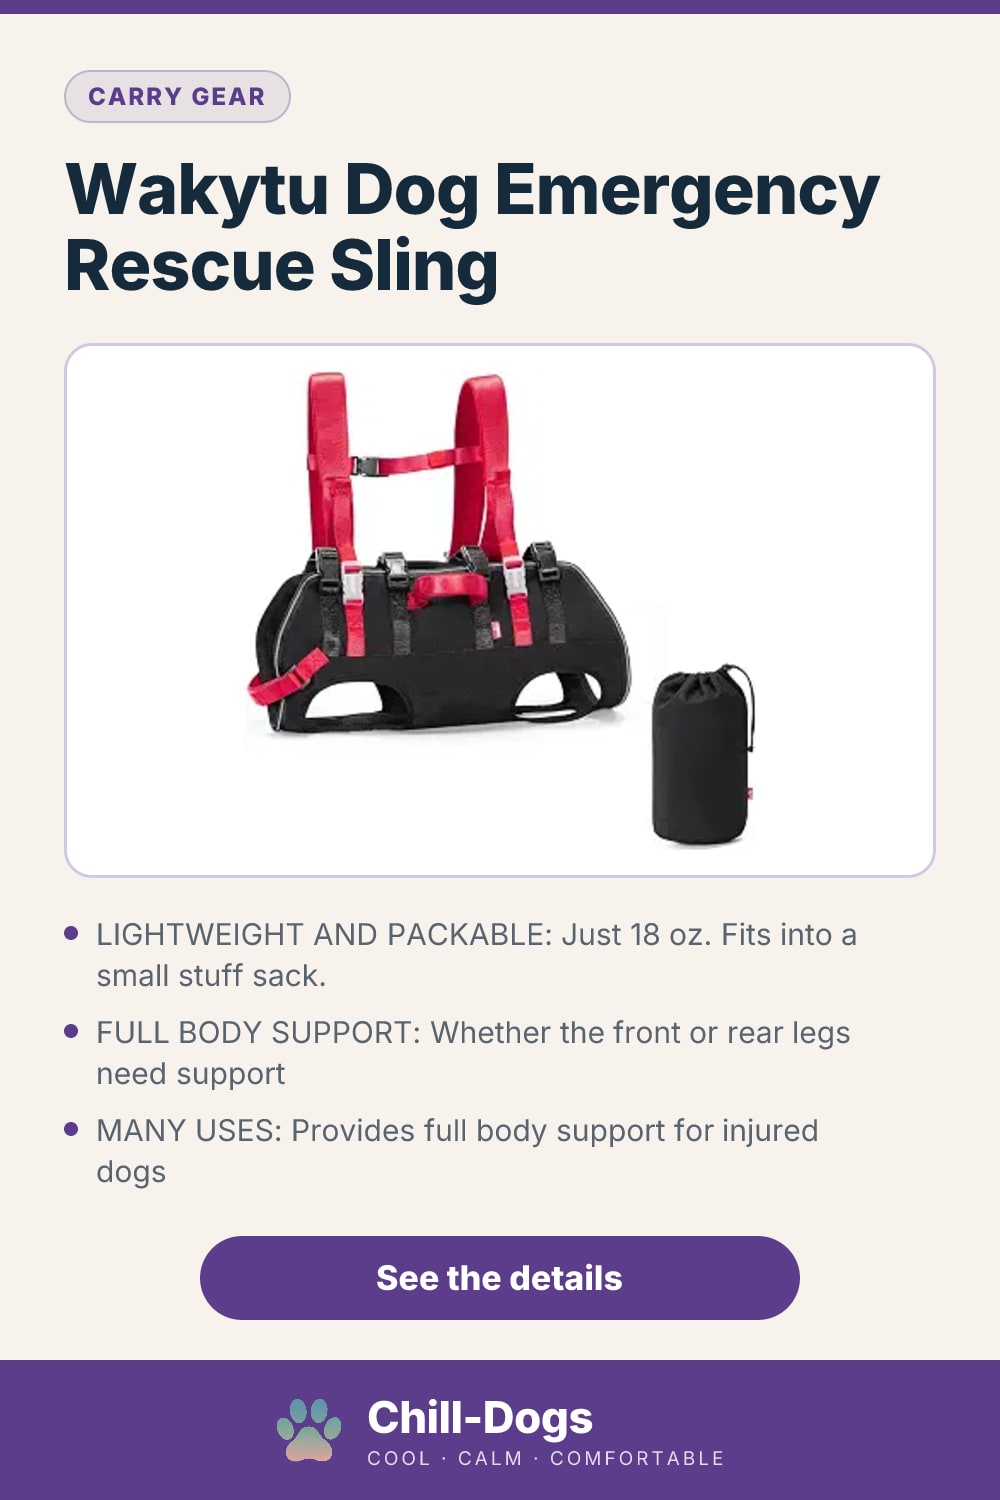 CARRY GEAR
Wakytu Dog Emergency
Rescue Sling
LIGHTWEIGHT AND PACKABLE: Just 18 oz. Fits into a
small stuff sack.
FULL BODY SUPPORT: Whether the front or rear legs
need support
MANY USES: Provides full body support for injured
dogs
See the details
Chill-Dogs
COOL · CALM · COMFORTABLE